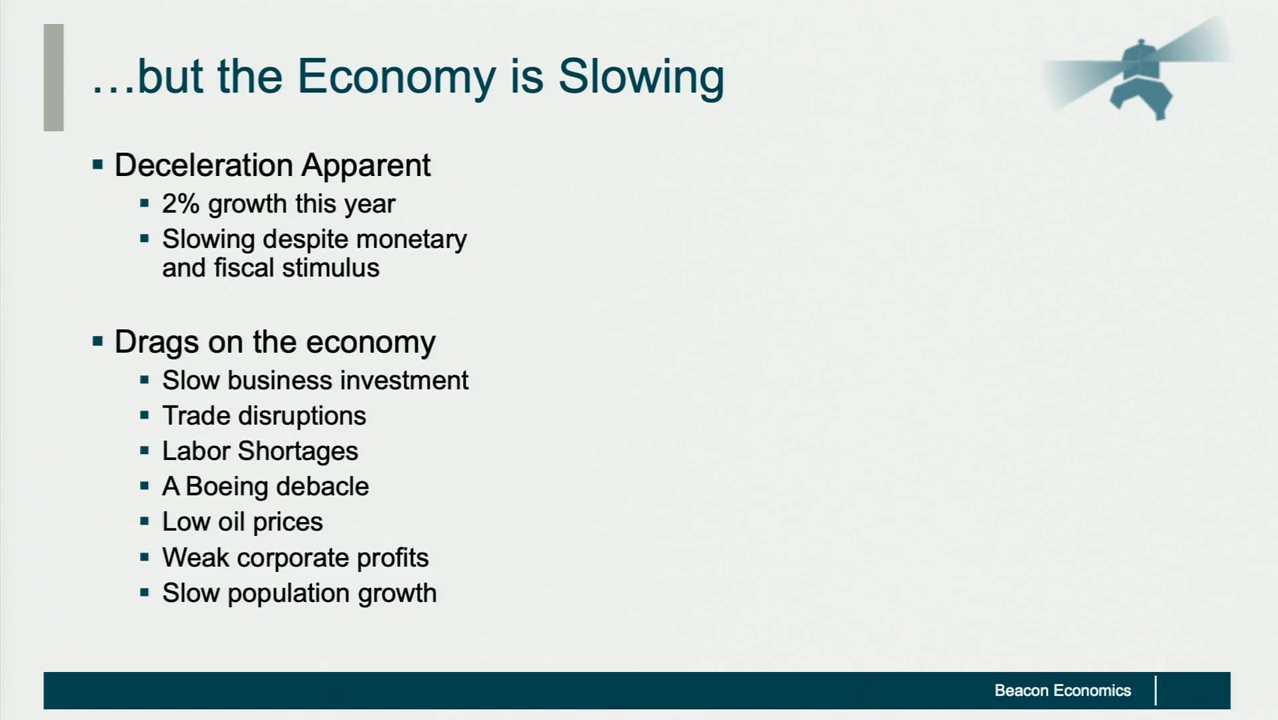 …but the Economy is Slowing
▪ Deceleration Apparent
▪ 2% growth this year
▪ Slowing despite monetary
and fiscal stimulus
▪ Drags on the economy
▪ Slow business investment
▪ Trade disruptions
▪ Labor Shortages
▪ A Boeing debacle
▪ Low oil prices
▪ Weak corporate profits
▪ Slow population growth
Beacon Economics